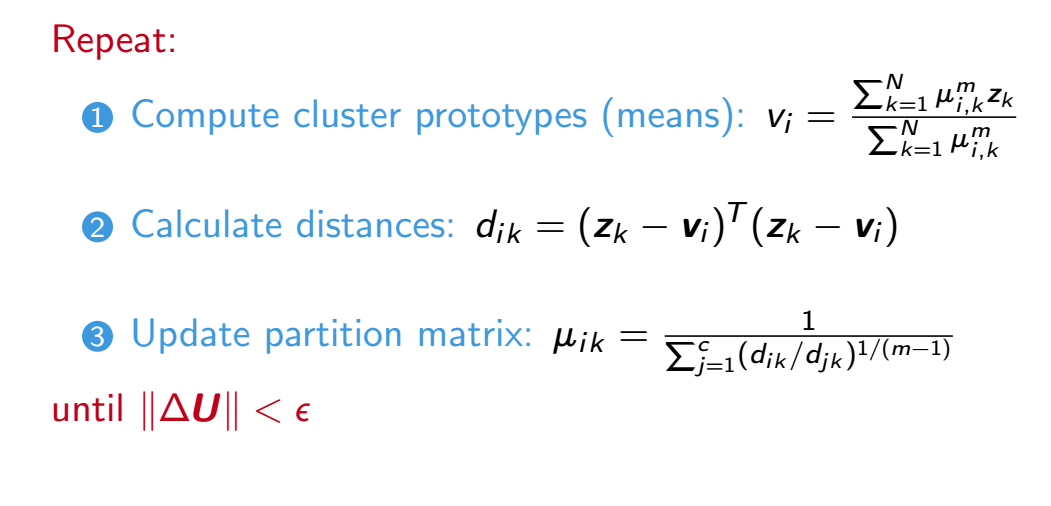 Repeat:
1 Compute cluster prototypes (means): $v_i = \frac{\sum_{k=1}^{N} \mu_{i,k}^{m} z_k}{\sum_{k=1}^{N} \mu_{i,k}^{m}}$
2 Calculate distances: $d_{ik} = (\boldsymbol{z}_k - \boldsymbol{v}_i)^T(\boldsymbol{z}_k - \boldsymbol{v}_i)$
3 Update partition matrix: $\mu_{ik} = \frac{1}{\sum_{j=1}^{c}(d_{ik}/d_{jk})^{1/(m-1)}}$
until $\|\Delta \boldsymbol{U}\| < \epsilon$